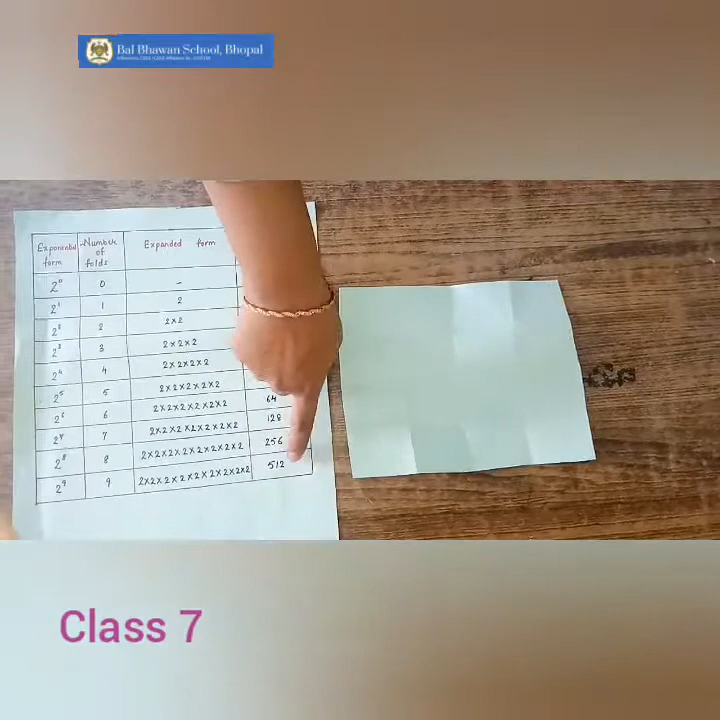 Bal Bhawan School, Bhopal
Exponential Number Expanded form
form of
folds
2⁰ 0 -
2¹ 1 2
2² 2 2×2
2³ 3 2×2×2
2⁴ 4 2×2×2×2
2⁵ 5 2×2×2×2×2
2⁶ 6 2×2×2×2×2×2 64
2⁷ 7 2×2×2×2×2×2×2 128
2⁸ 8 2×2×2×2×2×2×2×2 256
2⁹ 9 2×2×2×2×2×2×2×2×2 512
Class 7